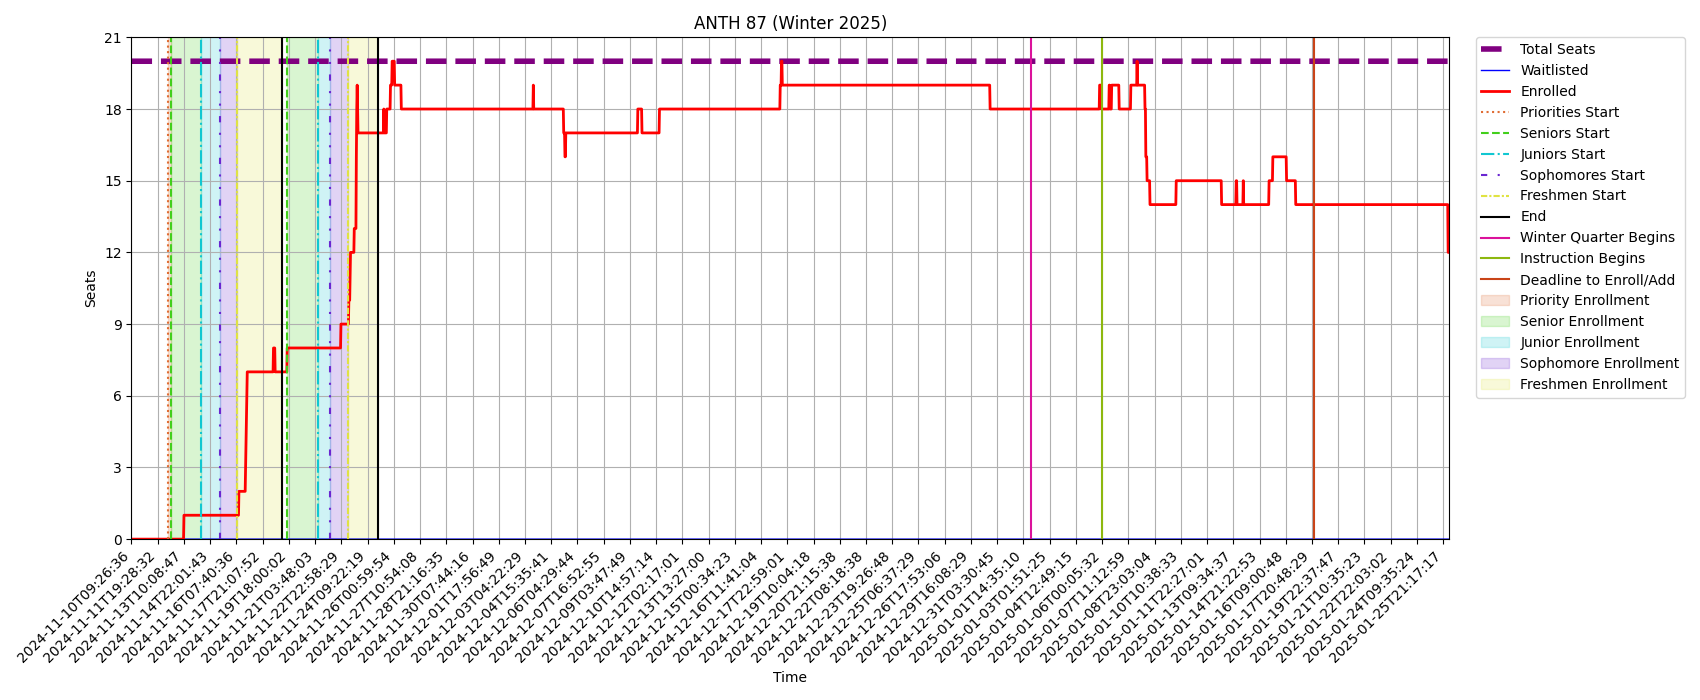 ANTH 87 (Winter 2025)
21
18
15
12
9
6
3
0
Seats
2024-11-10T09:26:36
2024-11-11T19:28:32
2024-11-13T10:08:47
2024-11-14T22:01:43
2024-11-16T07:40:36
2024-11-17T21:07:52
2024-11-19T18:00:02
2024-11-21T03:48:03
2024-11-22T22:58:29
2024-11-24T09:22:19
2024-11-26T00:59:54
2024-11-27T10:54:08
2024-11-28T21:16:35
2024-11-30T07:44:16
2024-12-01T17:56:49
2024-12-03T04:22:29
2024-12-04T15:35:41
2024-12-06T04:29:44
2024-12-07T16:52:55
2024-12-09T03:47:49
2024-12-10T14:57:14
2024-12-12T02:17:01
2024-12-13T13:27:00
2024-12-15T00:34:23
2024-12-16T11:41:04
2024-12-17T22:59:01
2024-12-19T10:04:18
2024-12-20T21:15:38
2024-12-22T08:18:38
2024-12-23T19:26:48
2024-12-25T06:37:29
2024-12-26T17:53:06
2024-12-29T16:08:29
2024-12-31T03:30:45
2025-01-01T14:35:10
2025-01-03T01:51:25
2025-01-04T12:49:15
2025-01-06T00:05:32
2025-01-07T11:12:59
2025-01-08T23:03:04
2025-01-10T10:38:33
2025-01-11T22:27:01
2025-01-13T09:34:37
2025-01-14T21:22:53
2025-01-16T09:00:48
2025-01-17T20:48:29
2025-01-19T22:37:47
2025-01-21T10:35:23
2025-01-22T22:03:02
2025-01-24T09:35:24
2025-01-25T21:17:17
Time
Total Seats
Waitlisted
Enrolled
Priorities Start
Seniors Start
Juniors Start
Sophomores Start
Freshmen Start
End
Winter Quarter Begins
Instruction Begins
Deadline to Enroll/Add
Priority Enrollment
Senior Enrollment
Junior Enrollment
Sophomore Enrollment
Freshmen Enrollment